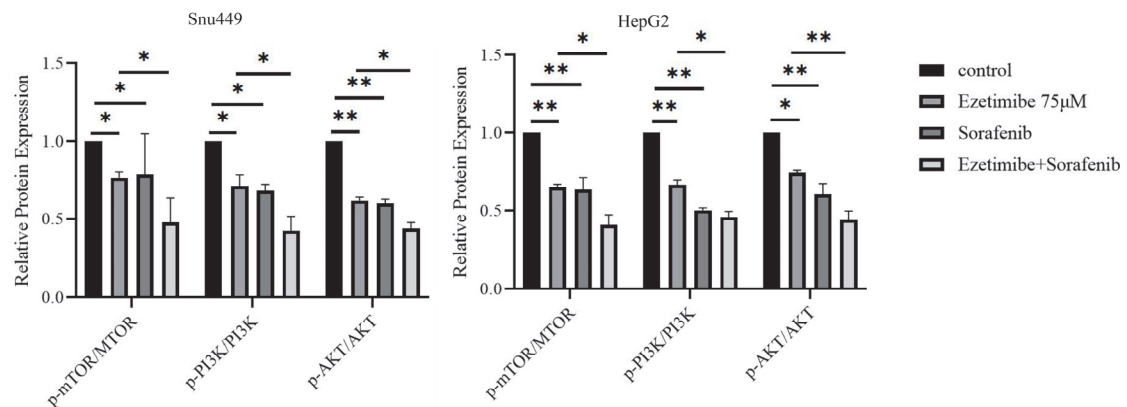 Snu449
Relative Protein Expression
1.5
1.0
0.5
0.0
* * *
* * *
** ** *
p-mTOR/MTOR
p-PI3K/PI3K
p-AKT/AKT
HepG2
Relative Protein Expression
1.5
1.0
0.5
0.0
** ** *
** ** *
* ** **
p-mTOR/MTOR
p-PI3K/PI3K
p-AKT/AKT
control
Ezetimibe 75μM
Sorafenib
Ezetimibe+Sorafenib